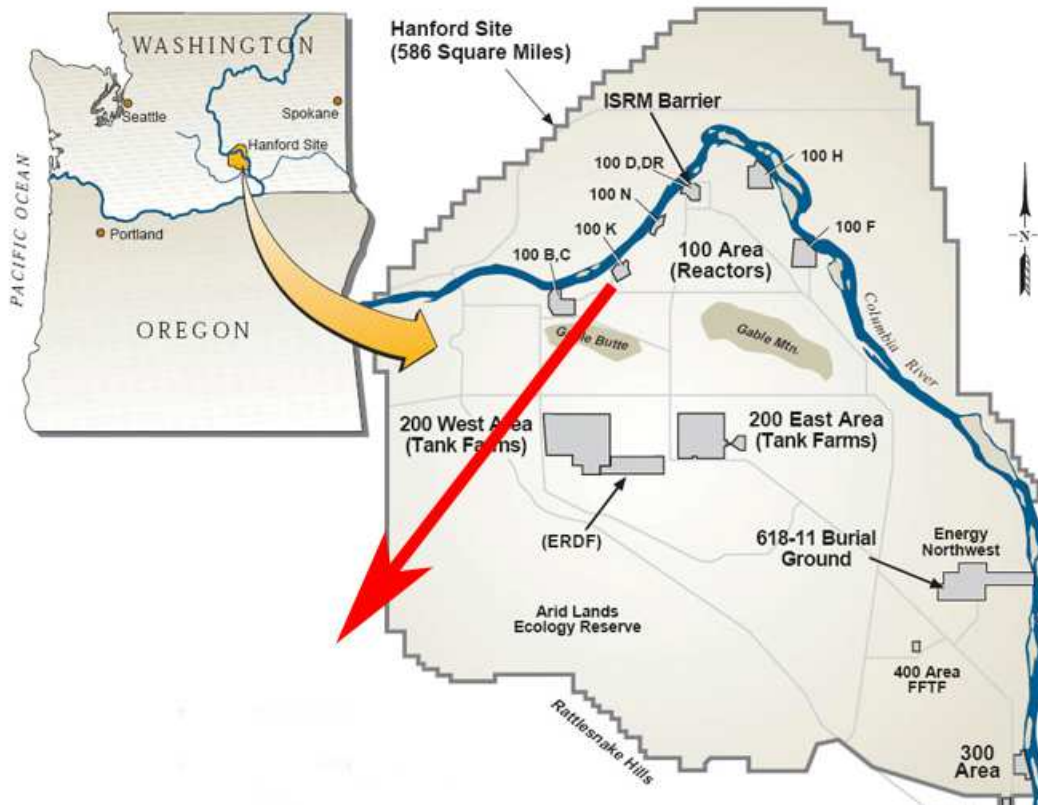 WASHINGTON
Seattle
Spokane
Hanford Site
PACIFIC OCEAN
Portland
OREGON
Hanford Site
(586 Square Miles)
ISRM Barrier
100 D,DR
100 H
100 N
100 K
100 F
100 B,C
100 Area
(Reactors)
N
Gable Butte
Gable Mtn.
Columbia River
200 West Area
(Tank Farms)
200 East Area
(Tank Farms)
(ERDF)
618-11 Burial
Ground
Energy
Northwest
Arid Lands
Ecology Reserve
400 Area
FFTF
Rattlesnake Hills
300
Area